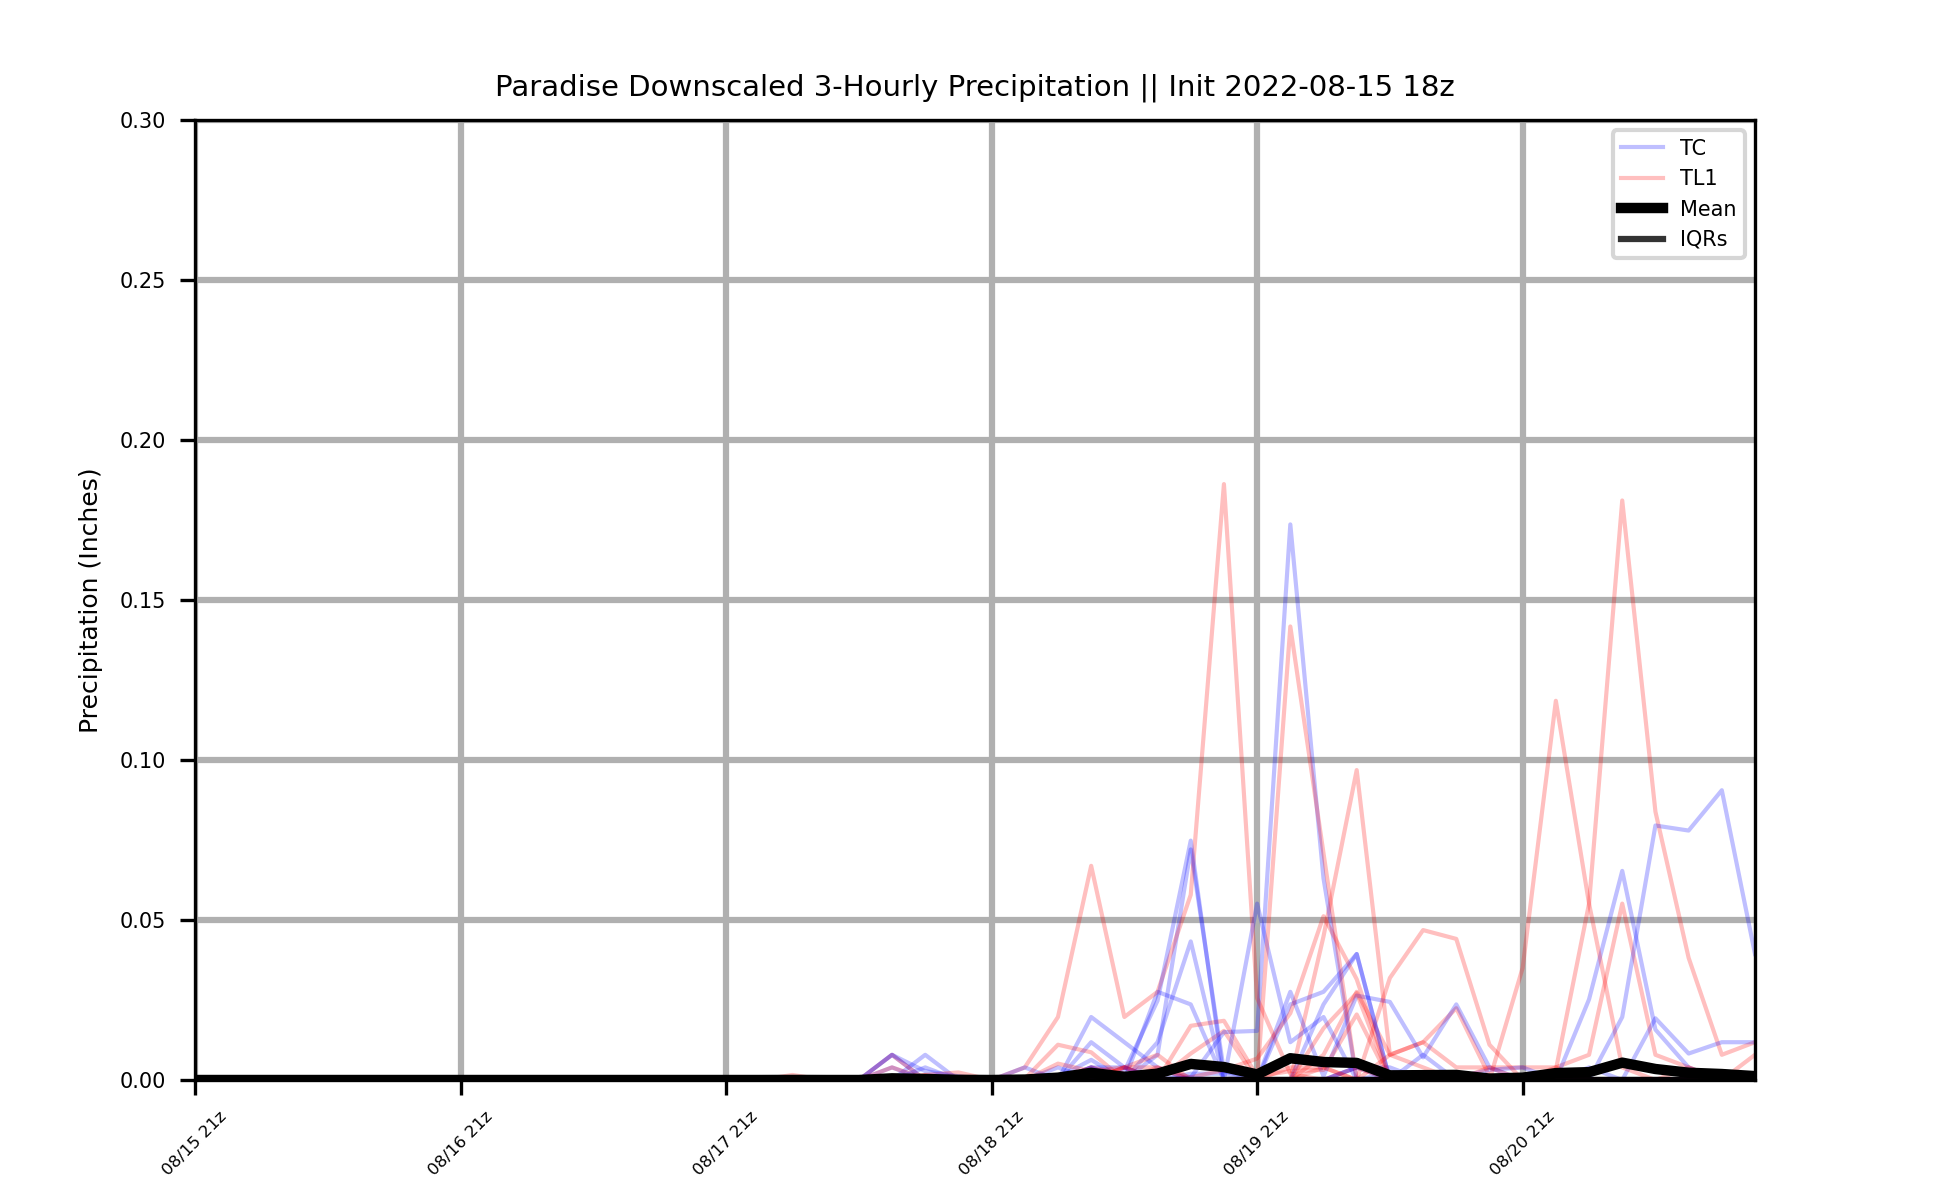 Paradise Downscaled 3-Hourly Precipitation || Init 2022-08-15 18z
Precipitation (Inches)
0.30
0.25
0.20
0.15
0.10
0.05
0.00
TC
TL1
Mean
IQRs
08/15 21z
08/16 21z
08/17 21z
08/18 21z
08/19 21z
08/20 21z